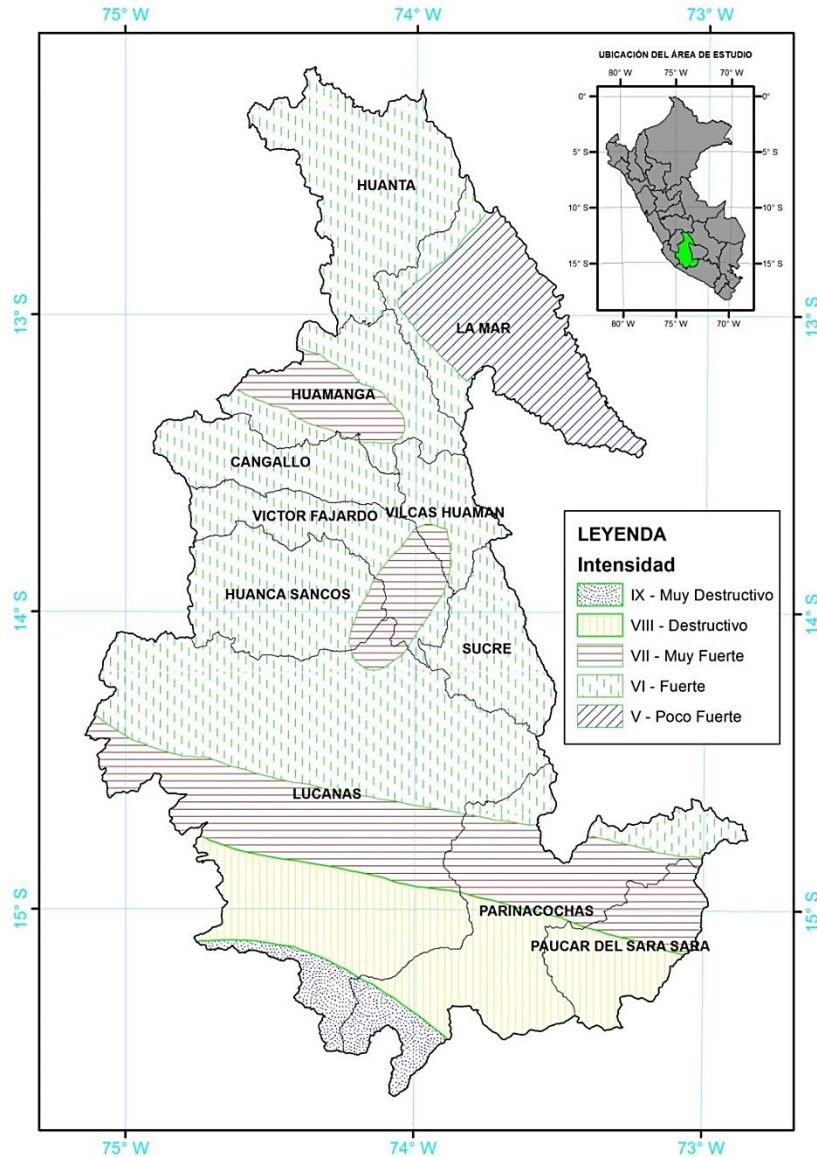 75° W
74° W
73° W
UBICACIÓN DEL ÁREA DE ESTUDIO
80° W
75° W
70° W
0°
0°
5° S
5° S
10° S
10° S
15° S
15° S
80° W
75° W
70° W
HUANTA
13° S
13° S
LA MAR
HUAMANGA
CANGALLO
VICTOR FAJARDO
VILCAS HUAMAN
HUANCA SANCOS
SUCRE
14° S
14° S
LEYENDA
Intensidad
IX - Muy Destructivo
VIII - Destructivo
VII - Muy Fuerte
VI - Fuerte
V - Poco Fuerte
LUCANAS
15° S
15° S
PARINACOCHAS
PAUCAR DEL SARA SARA
75° W
74° W
73° W